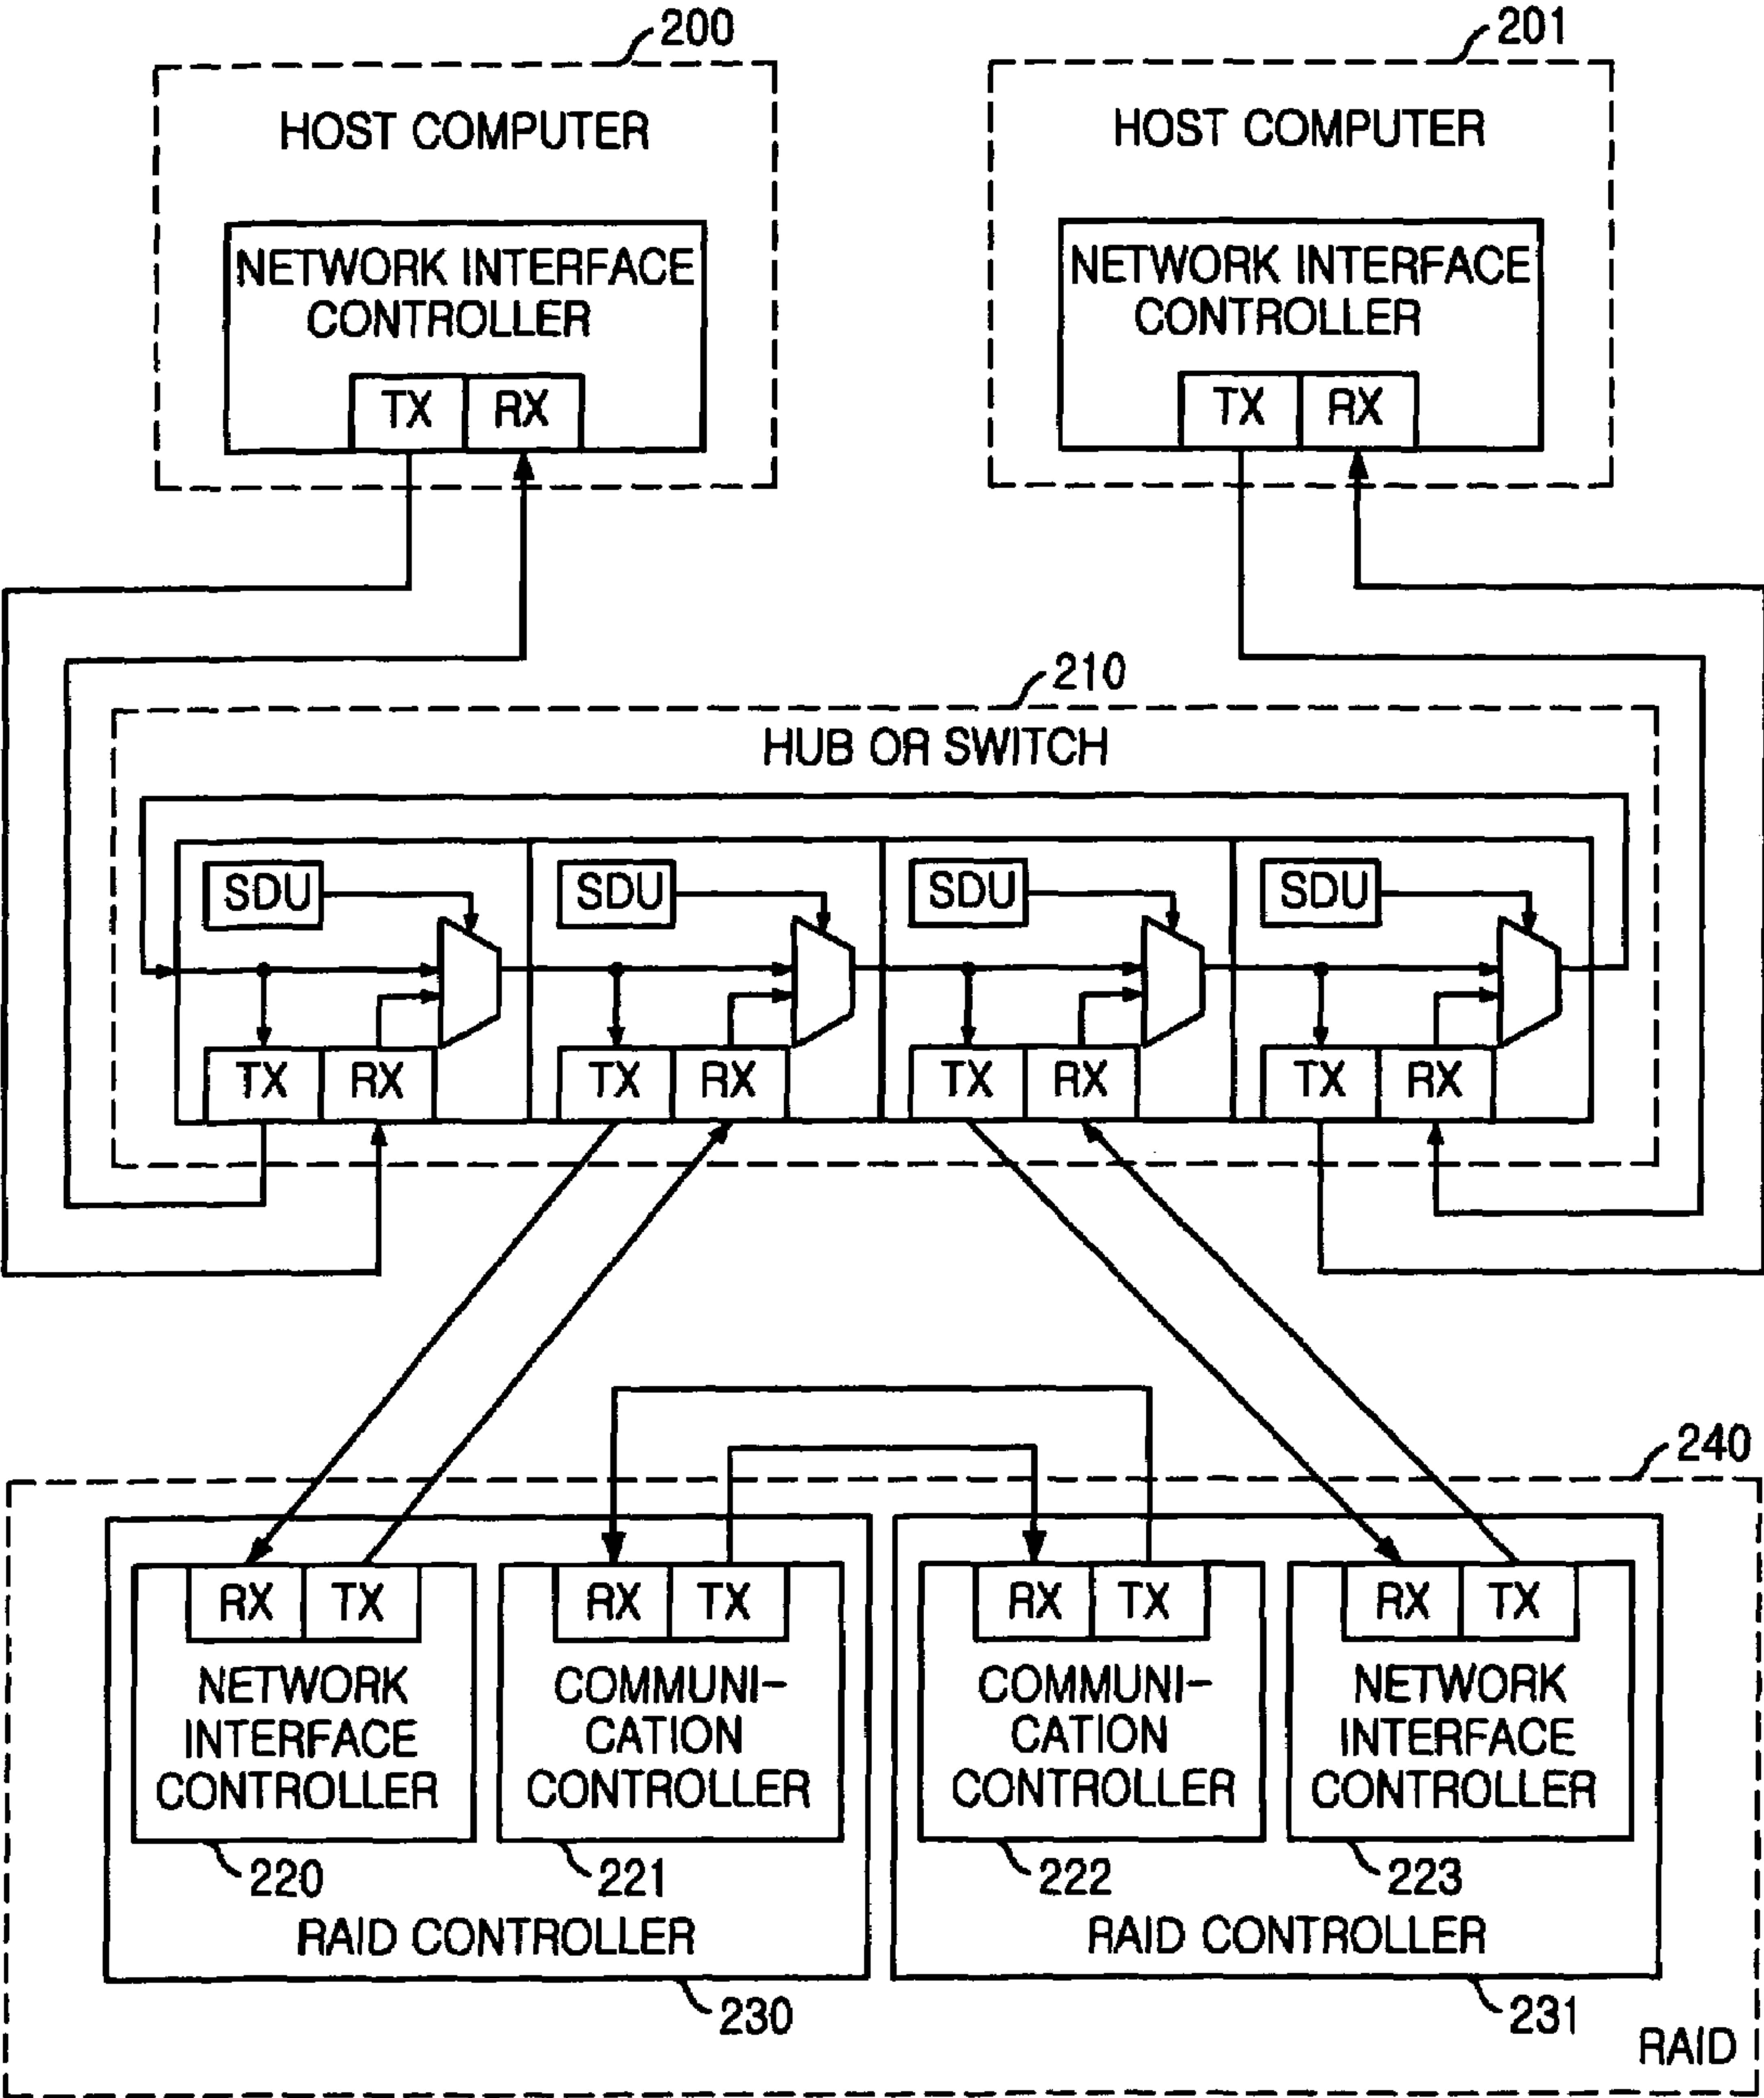 200
201
HOST COMPUTER
HOST COMPUTER
NETWORK INTERFACE
CONTROLLER
NETWORK INTERFACE
CONTROLLER
TX RX
TX RX
210
HUB OR SWITCH
SDU SDU SDU SDU
TX RX TX RX TX RX TX RX
240
RX TX
RX TX
RX TX
RX TX
NETWORK
INTERFACE
CONTROLLER
COMMUNI-
CATION
CONTROLLER
COMMUNI-
CATION
CONTROLLER
NETWORK
INTERFACE
CONTROLLER
220
221
222
223
RAID CONTROLLER
RAID CONTROLLER
230
231
RAID